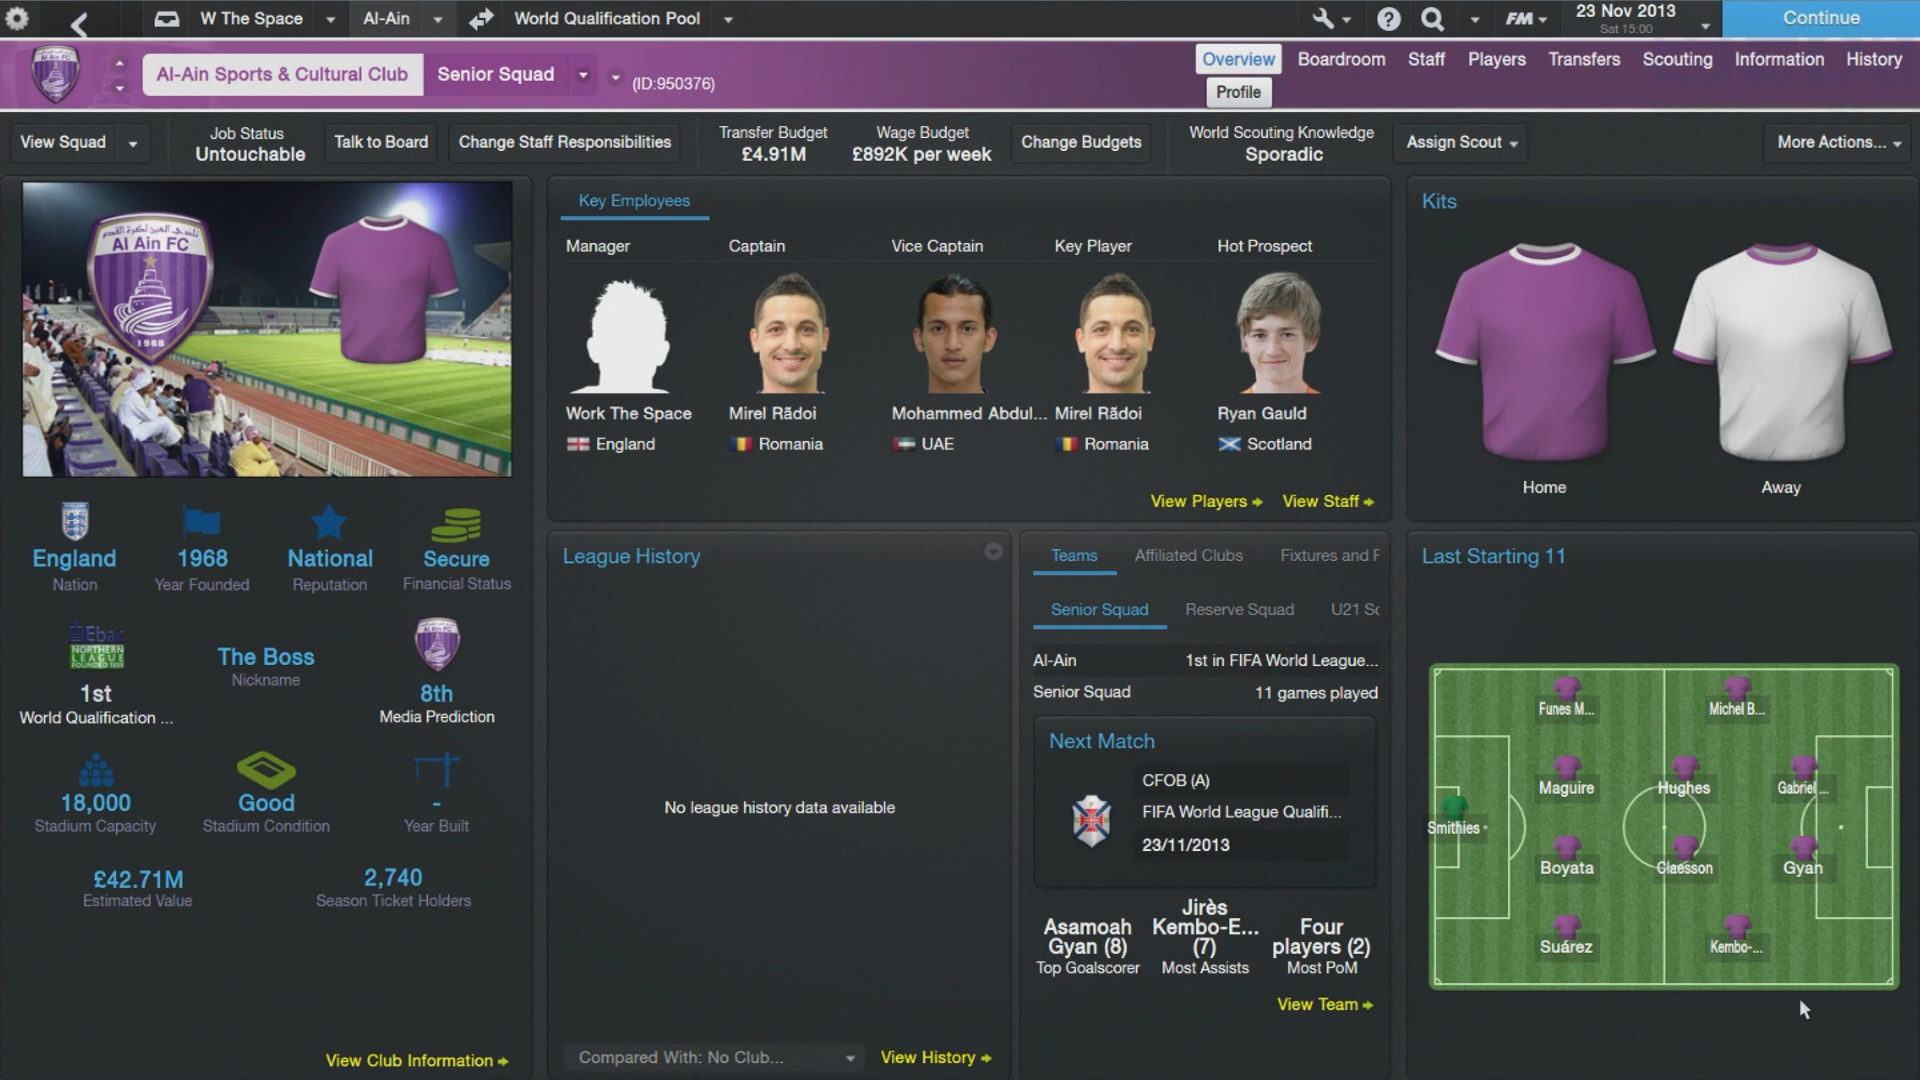 W The Space
Al-Ain
World Qualification Pool
FM
23 Nov 2013
Sat 15:00
Continue
Al-Ain Sports & Cultural Club
Senior Squad
(ID:950376)
Overview
Boardroom
Staff
Players
Transfers
Scouting
Information
History
Profile
View Squad
Job Status
Untouchable
Talk to Board
Change Staff Responsibilities
Transfer Budget
£4.91M
Wage Budget
£892K per week
Change Budgets
World Scouting Knowledge
Sporadic
Assign Scout
More Actions...
Al Ain FC
1968
England
Nation
1968
Year Founded
National
Reputation
Secure
Financial Status
Ebac
NORTHERN
LEAGUE
FOUNDED 1889
1st
World Qualification ...
The Boss
Nickname
8th
Media Prediction
18,000
Stadium Capacity
Good
Stadium Condition
-
Year Built
£42.71M
Estimated Value
2,740
Season Ticket Holders
View Club Information
Key Employees
Manager
Captain
Vice Captain
Key Player
Hot Prospect
Work The Space
Mirel Rădoi
Mohammed Abdul...
Mirel Rădoi
Ryan Gauld
England
Romania
UAE
Romania
Scotland
View Players
View Staff
League History
No league history data available
Compared With: No Club...
View History
Teams
Affiliated Clubs
Fixtures and F
Senior Squad
Reserve Squad
U21 Sc
Al-Ain
1st in FIFA World League...
Senior Squad
11 games played
Next Match
CFOB (A)
FIFA World League Qualifi...
23/11/2013
Asamoah
Gyan (8)
Top Goalscorer
Jirès
Kembo-E...
(7)
Most Assists
Four
players (2)
Most PoM
View Team
Kits
Home
Away
Last Starting 11
Funes M...
Michel B...
Maguire
Hughes
Gabriel ...
Smithies
Boyata
Claesson
Gyan
Suárez
Kembo-...